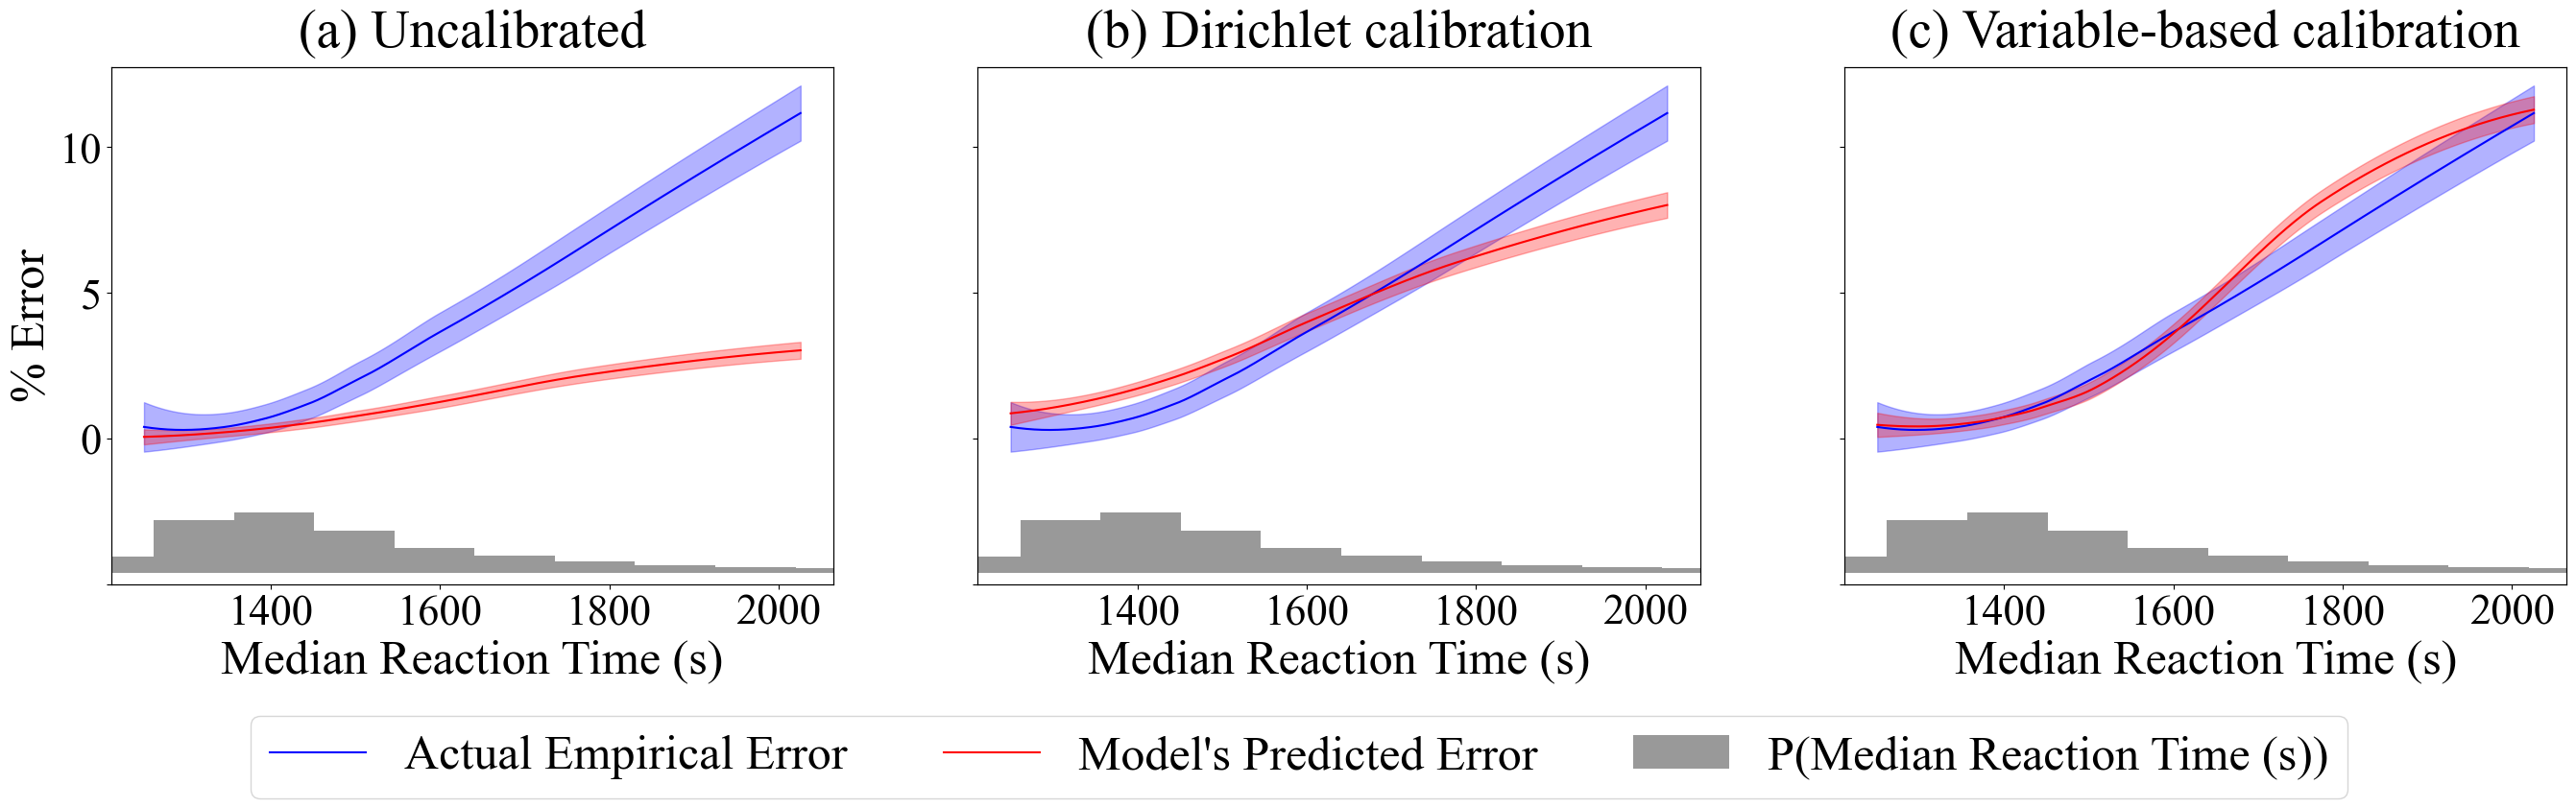 (a) Uncalibrated
(b) Dirichlet calibration
(c) Variable-based calibration
% Error
10
5
0
1400 1600 1800 2000
1400 1600 1800 2000
1400 1600 1800 2000
Median Reaction Time (s)
Median Reaction Time (s)
Median Reaction Time (s)
Actual Empirical Error
Model's Predicted Error
P(Median Reaction Time (s))